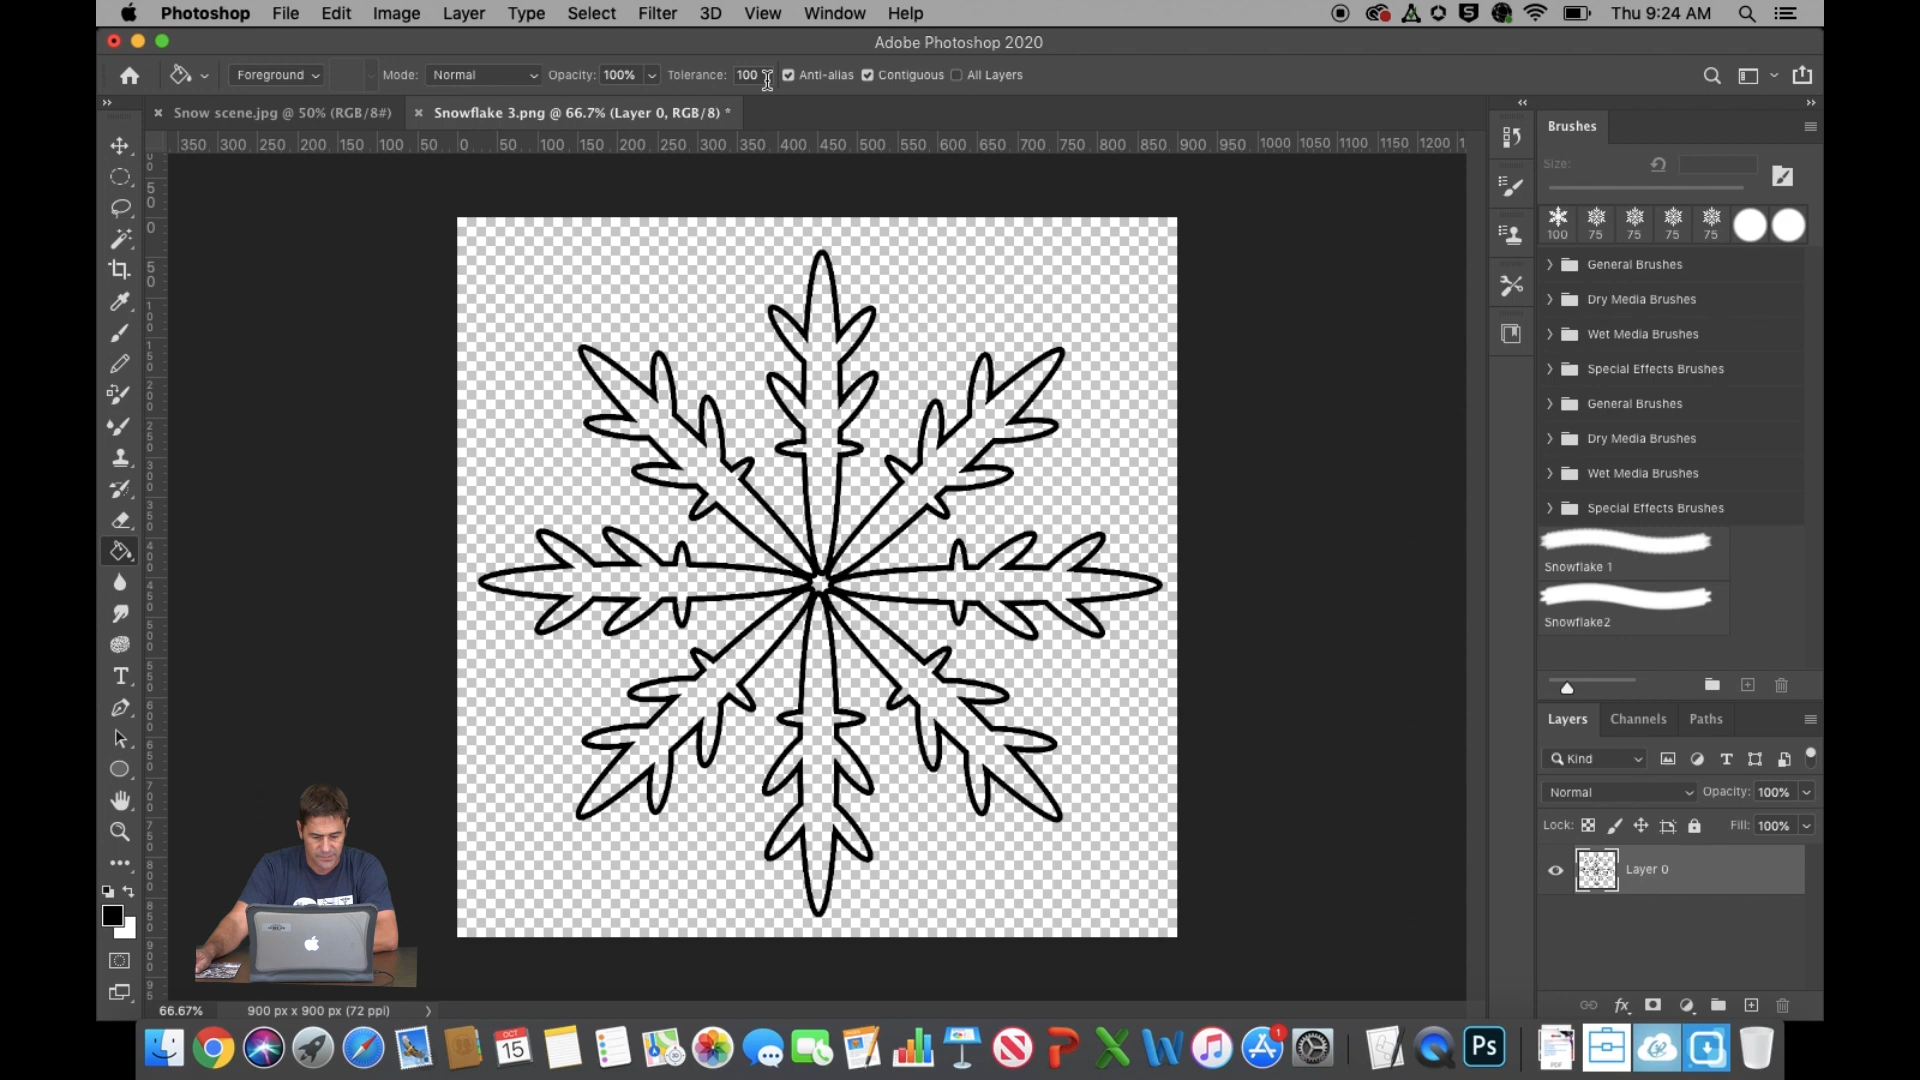 Photoshop File Edit Image Layer Type Select Filter 3D View Window Help Thu 9:24 AM
Adobe Photoshop 2020
Foreground Mode: Normal Opacity: 100% Tolerance: 100 Anti-alias Contiguous All Layers
Snow scene.jpg @ 50% (RGB/8#) Snowflake 3.png @ 66.7% (Layer 0, RGB/8) *
350 300 250 200 150 100 50 0 50 100 150 200 250 300 350 400 450 500 550 600 650 700 750 800 850 900 950 1000 1050 1100 1150 1200 1
Brushes
Size:
100 75 75 75 75
General Brushes
Dry Media Brushes
Wet Media Brushes
Special Effects Brushes
General Brushes
Dry Media Brushes
Wet Media Brushes
Special Effects Brushes
Snowflake 1
Snowflake2
Layers Channels Paths
Kind
Normal Opacity: 100%
Lock: Fill: 100%
Layer 0
66.67% 900 px x 900 px (72 ppi)
OCT
15
1
Ps
PDF